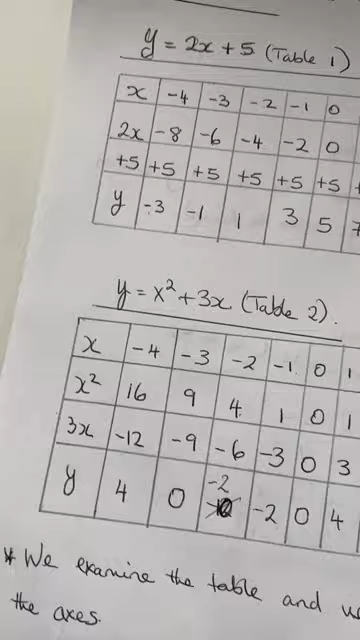 y = 2x + 5 (Table 1)
x -4 -3 -2 -1 0
2x -8 -6 -4 -2 0
+5 +5 +5 +5 +5 +5
y -3 -1 1 3 5 7
y = x² + 3x (Table 2).
x -4 -3 -2 -1 0 1
x² 16 9 4 1 0 1
3x -12 -9 -6 -3 0 3
y 4 0 -2 -2 0 4
* We examine the table and
the axes.